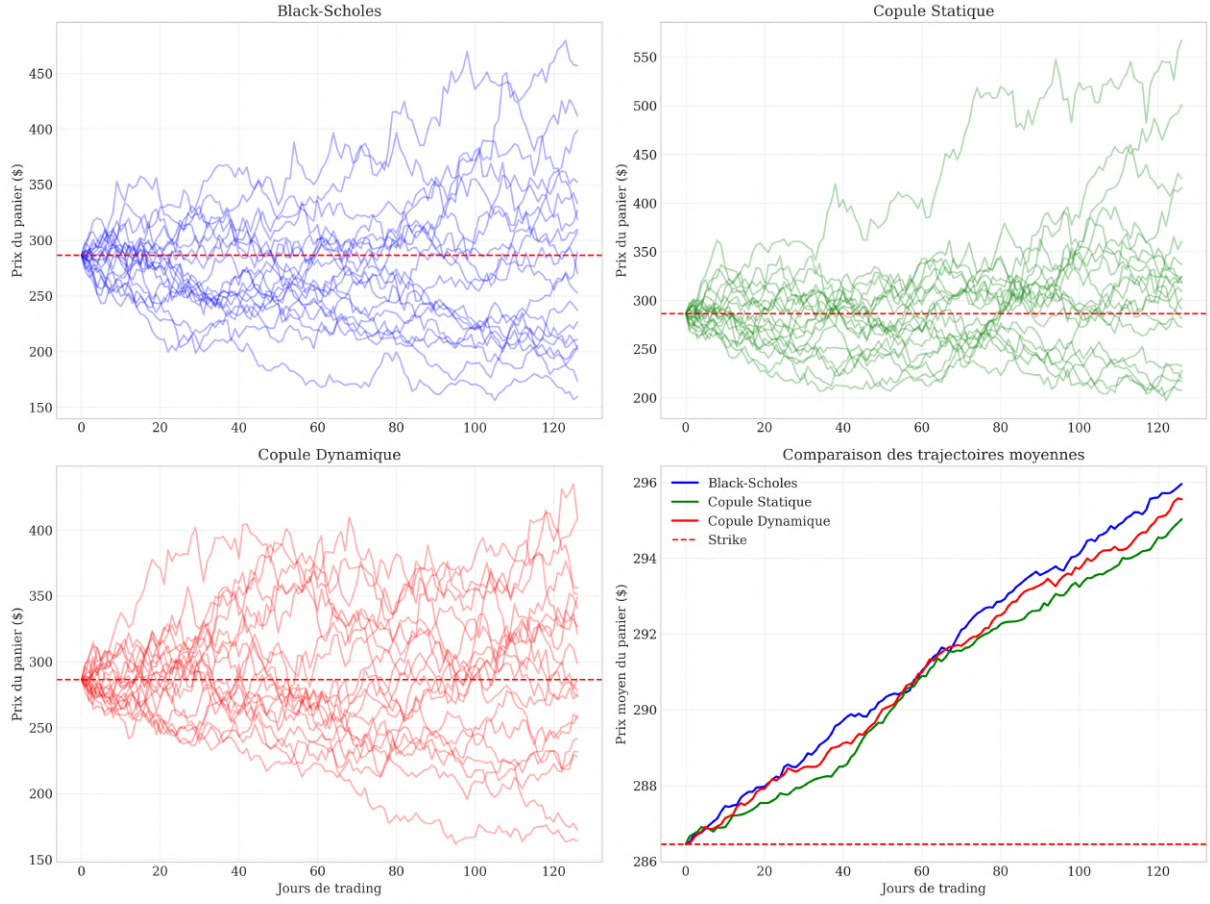 Black-Scholes
Prix du panier ($)
450
400
350
300
250
200
150
0 20 40 60 80 100 120
Copule Statique
Prix du panier ($)
550
500
450
400
350
300
250
200
0 20 40 60 80 100 120
Copule Dynamique
Prix du panier ($)
400
350
300
250
200
150
0 20 40 60 80 100 120
Jours de trading
Comparaison des trajectoires moyennes
Prix moyen du panier ($)
296
294
292
290
288
286
Black-Scholes
Copule Statique
Copule Dynamique
Strike
0 20 40 60 80 100 120
Jours de trading